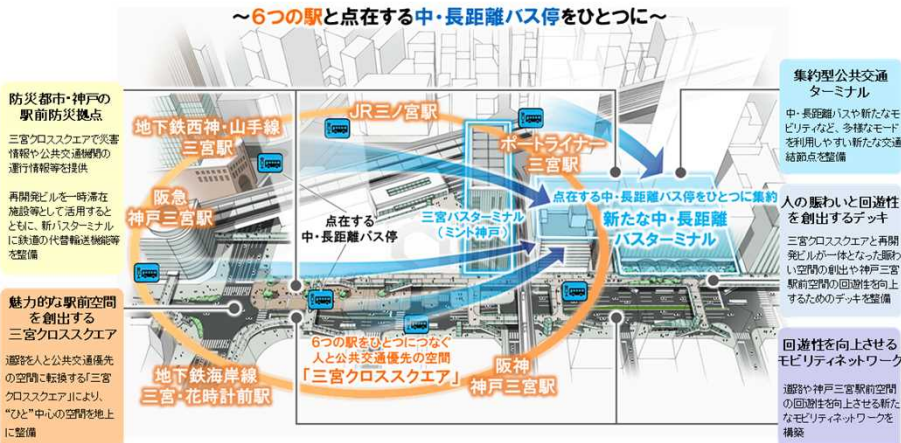 ～6つの駅と点在する中・長距離バス停をひとつに～
防災都市・神戸の
駅前防災拠点
三宮クロススクエアで災害
情報や公共交通機関の
運行情報等を提供
再開発ビルを一時滞在
施設等として活用すると
ともに、新バスターミナル
に鉄道の代替輸送機能等
を整備
魅力的な駅前空間
を創出する
三宮クロススクエア
道路を人と公共交通優先
の空間に転換する「三宮
クロススクエア」により、
“ひと”中心の空間を地上
に整備
地下鉄西神・山手線
三宮駅
JR三ノ宮駅
ポートライナー
三宮駅
阪急
神戸三宮駅
点在する
中・長距離バス停
三宮バスターミナル
（ミント神戸）
点在する中・長距離バス停をひとつに集約
新たな中・長距離
バスターミナル
6つの駅をひとつにつなぐ
人と公共交通優先の空間
「三宮クロススクエア」
地下鉄海岸線
三宮・花時計前駅
阪神
神戸三宮駅
集約型公共交通
ターミナル
中・長距離バスや新たなモ
ビリティなど、多様なモード
を利用しやすい新たな交通
結節点を整備
人の賑わいと回遊性
を創出するデッキ
三宮クロススクエアと再開
発ビルが一体となった賑わ
い空間の創出や神戸三宮
駅前空間の回遊性を向上
するためのデッキを整備
回遊性を向上させる
モビリティネットワーク
道路や神戸三宮駅前空間
の回遊性を向上させる新た
なモビリティネットワークを
構築